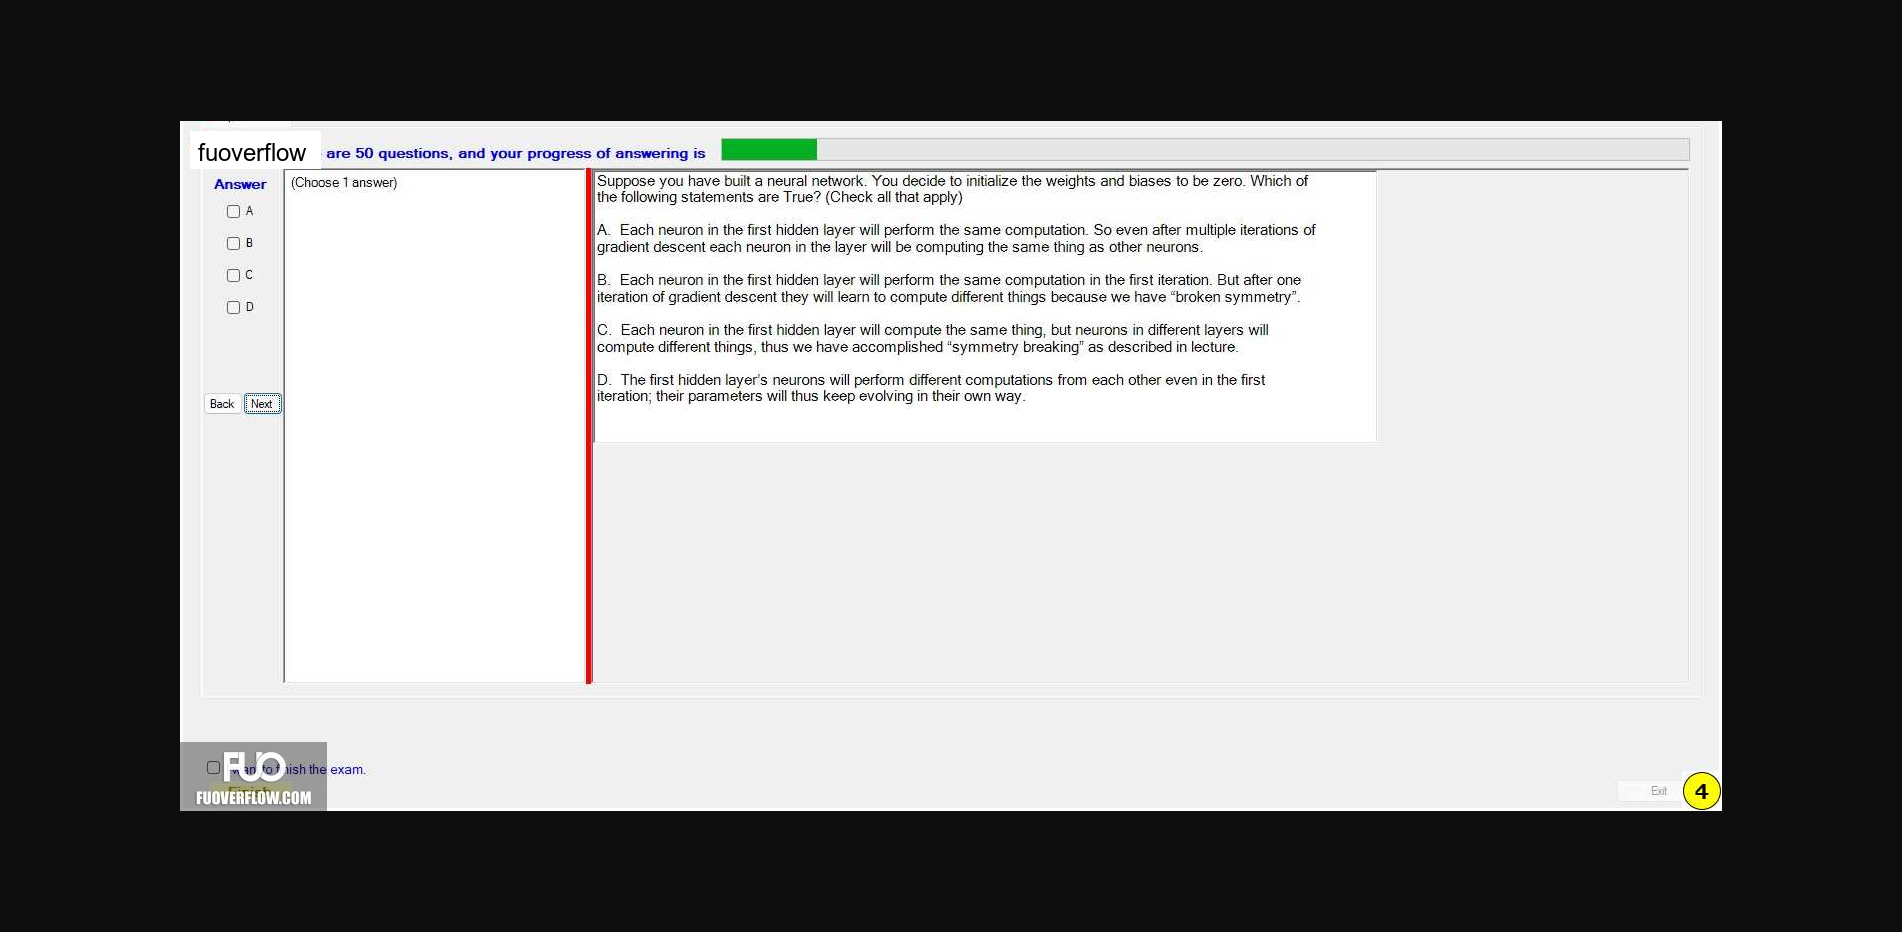 fuoverflow are 50 questions, and your progress of answering is
Answer
(Choose 1 answer)
A
B
C
D
Back Next
Suppose you have built a neural network. You decide to initialize the weights and biases to be zero. Which of
the following statements are True? (Check all that apply)
A. Each neuron in the first hidden layer will perform the same computation. So even after multiple iterations of
gradient descent each neuron in the layer will be computing the same thing as other neurons.
B. Each neuron in the first hidden layer will perform the same computation in the first iteration. But after one
iteration of gradient descent they will learn to compute different things because we have “broken symmetry”.
C. Each neuron in the first hidden layer will compute the same thing, but neurons in different layers will
compute different things, thus we have accomplished “symmetry breaking” as described in lecture.
D. The first hidden layer’s neurons will perform different computations from each other even in the first
iteration; their parameters will thus keep evolving in their own way.
the exam.
FUO
FUOVERFLOW.COM
Exit
4